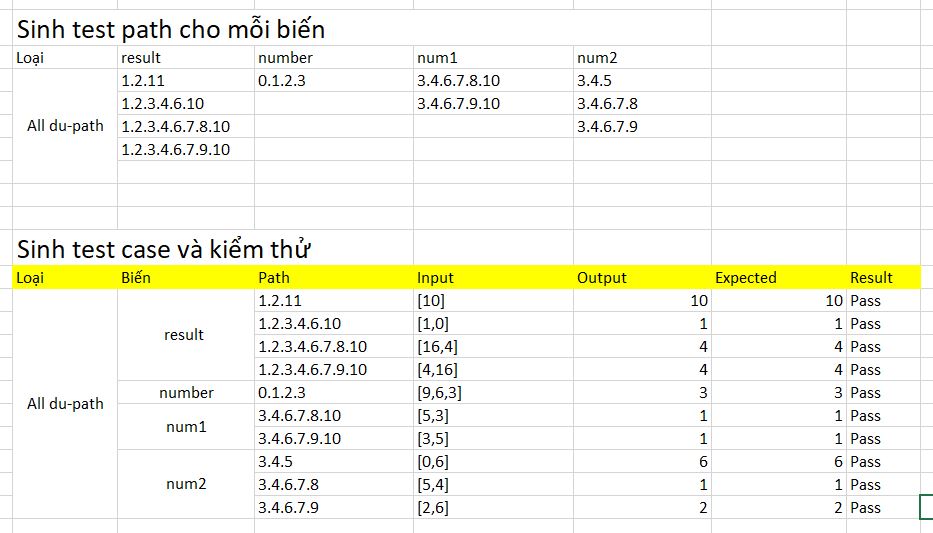 Sinh test path cho mỗi biến
Loại result number num1 num2
All du-path 1.2.11 0.1.2.3 3.4.6.7.8.10 3.4.5
1.2.3.4.6.10 3.4.6.7.9.10 3.4.6.7.8
1.2.3.4.6.7.8.10 3.4.6.7.9
1.2.3.4.6.7.9.10
Sinh test case và kiểm thử
Loại Biến Path Input Output Expected Result
All du-path result 1.2.11 [10] 10 10 Pass
1.2.3.4.6.10 [1,0] 1 1 Pass
1.2.3.4.6.7.8.10 [16,4] 4 4 Pass
1.2.3.4.6.7.9.10 [4,16] 4 4 Pass
number 0.1.2.3 [9,6,3] 3 3 Pass
num1 3.4.6.7.8.10 [5,3] 1 1 Pass
3.4.6.7.9.10 [3,5] 1 1 Pass
num2 3.4.5 [0,6] 6 6 Pass
3.4.6.7.8 [5,4] 1 1 Pass
3.4.6.7.9 [2,6] 2 2 Pass